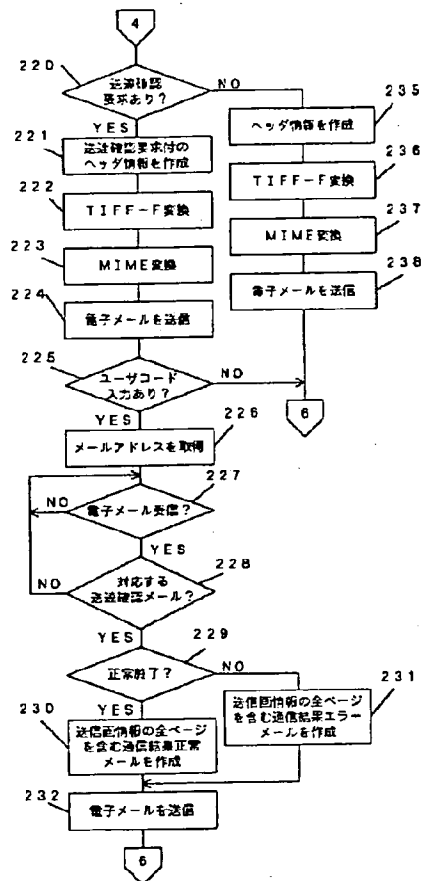 4
220
送達確認
要求あり?
NO
YES
221
送達確認要求付の
ヘッダ情報を作成
222
TIFF-F変換
223
MIME変換
224
電子メールを送信
225
ユーザコード
入力あり?
NO
YES
226
メールアドレスを取得
227
NO
電子メール受信?
YES
228
NO
対応する
送達確認メール?
YES
229
正常終了?
NO
YES
230
送信画情報の全ページ
を含む通信結果正常
メールを作成
231
送信画情報の全ページ
を含む通信結果エラー
メールを作成
232
電子メールを送信
6
235
ヘッダ情報を作成
236
TIFF-F変換
237
MIME変換
238
電子メールを送信
6